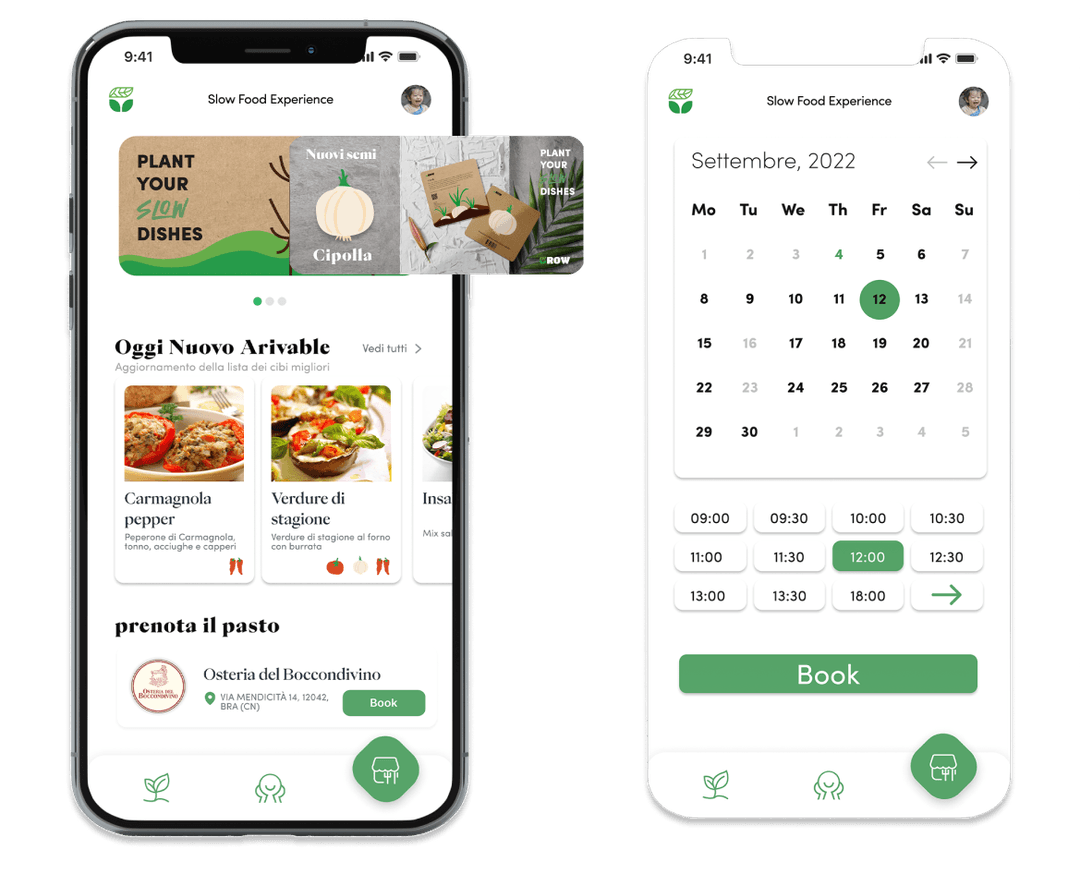 9:41
Slow Food Experience
PLANT
YOUR
SLOW
DISHES
Nuovi semi
Cipolla
PLANT
YOUR
SLOW
DISHES
GROW
Oggi Nuovo Arivable
Vedi tutti
Aggiornamento della lista dei cibi migliori
Carmagnola
pepper
Peperone di Carmagnola,
tonno, acciughe e capperi
Verdure di
stagione
Verdure di stagione al forno
con burrata
Insa
Mix sal
prenota il pasto
OSTERIA DEL
BOCCONDIVINO
Osteria del Boccondivino
VIA MENDICITÀ 14, 12042,
BRA (CN)
Book
9:41
Slow Food Experience
Settembre, 2022
Mo Tu We Th Fr Sa Su
1 2 3 4 5 6 7
8 9 10 11 12 13 14
15 16 17 18 19 20 21
22 23 24 25 26 27 28
29 30 1 2 3 4 5
09:00 09:30 10:00 10:30
11:00 11:30 12:00 12:30
13:00 13:30 18:00
Book